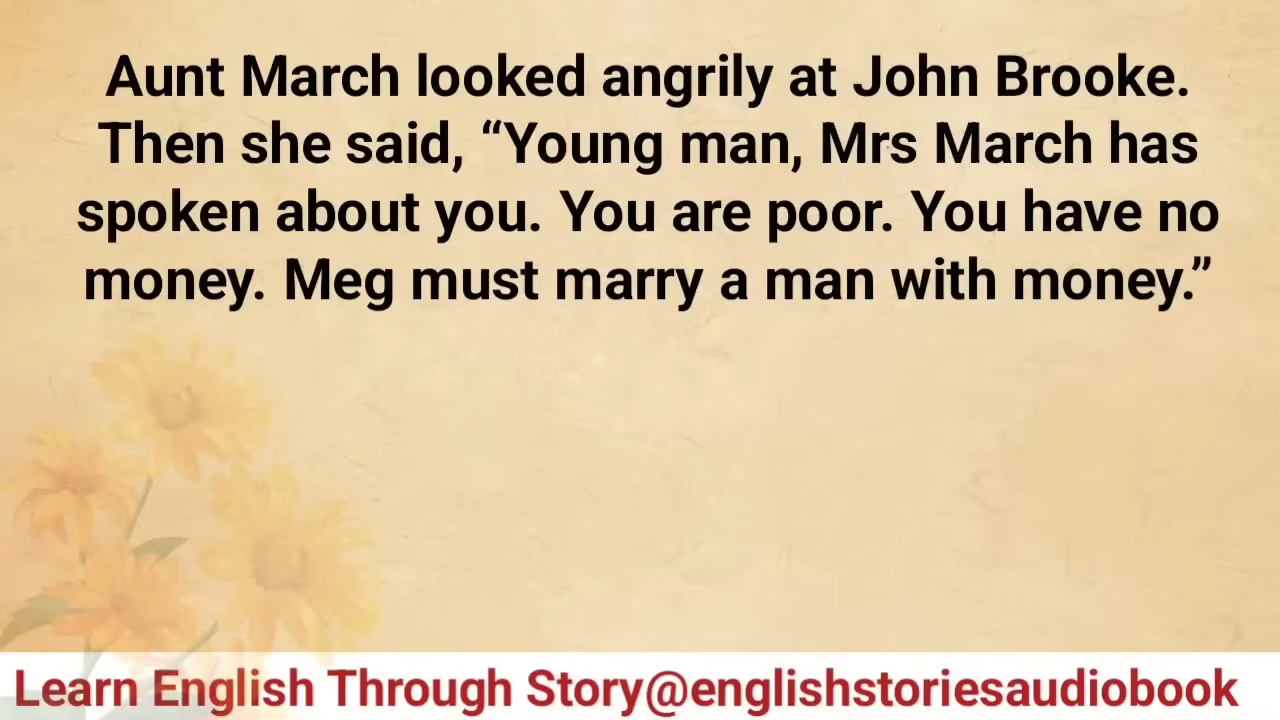 Aunt March looked angrily at John Brooke.
Then she said, “Young man, Mrs March has
spoken about you. You are poor. You have no
money. Meg must marry a man with money.”
Learn English Through Story@englishstoriesaudiobook